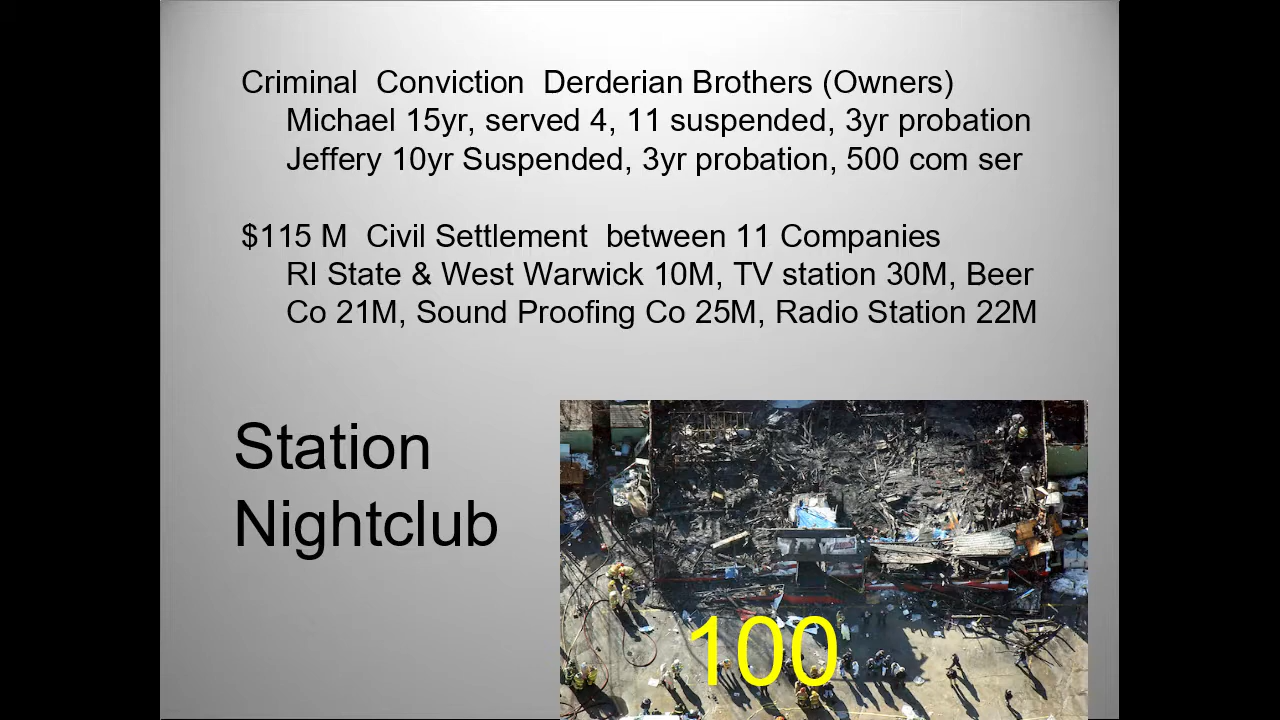 Criminal Conviction Derderian Brothers (Owners)
Michael 15yr, served 4, 11 suspended, 3yr probation
Jeffery 10yr Suspended, 3yr probation, 500 com ser
$115 M Civil Settlement between 11 Companies
RI State & West Warwick 10M, TV station 30M, Beer
Co 21M, Sound Proofing Co 25M, Radio Station 22M
Station
Nightclub
100